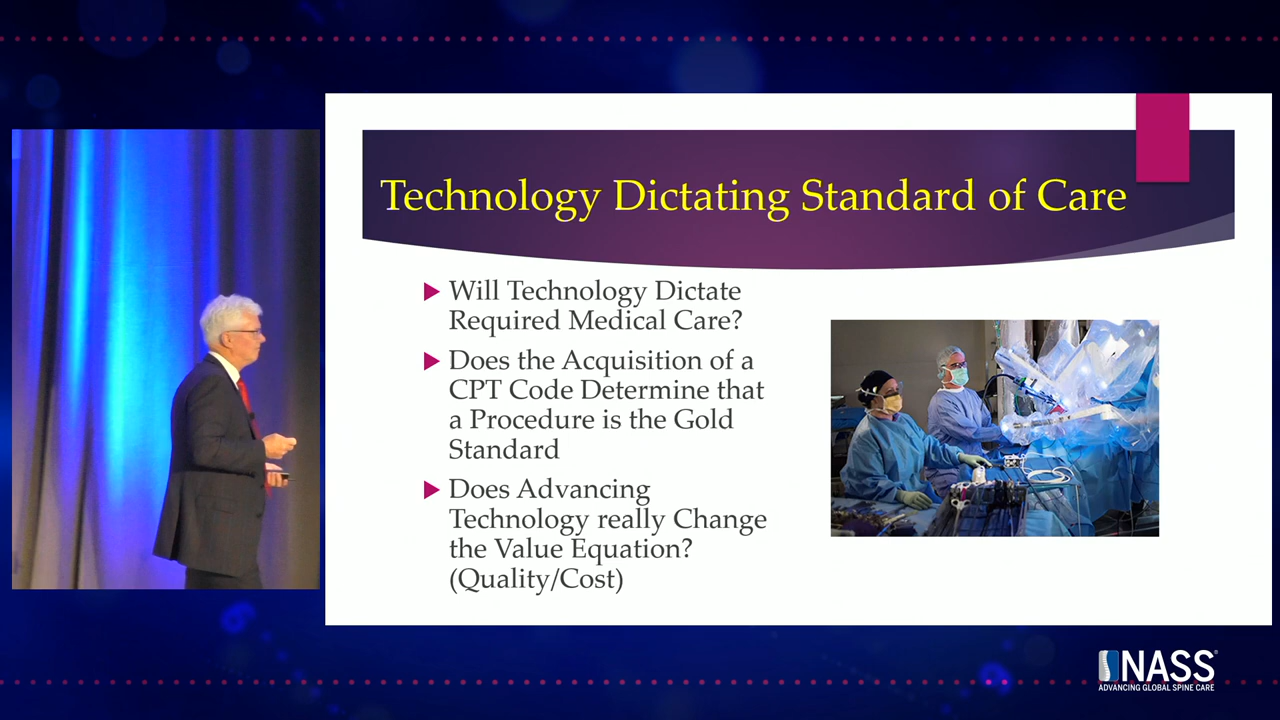 Technology Dictating Standard of Care
Will Technology Dictate
Required Medical Care?
Does the Acquisition of a
CPT Code Determine that
a Procedure is the Gold
Standard
Does Advancing
Technology really Change
the Value Equation?
(Quality/Cost)
NASS
ADVANCING GLOBAL SPINE CARE